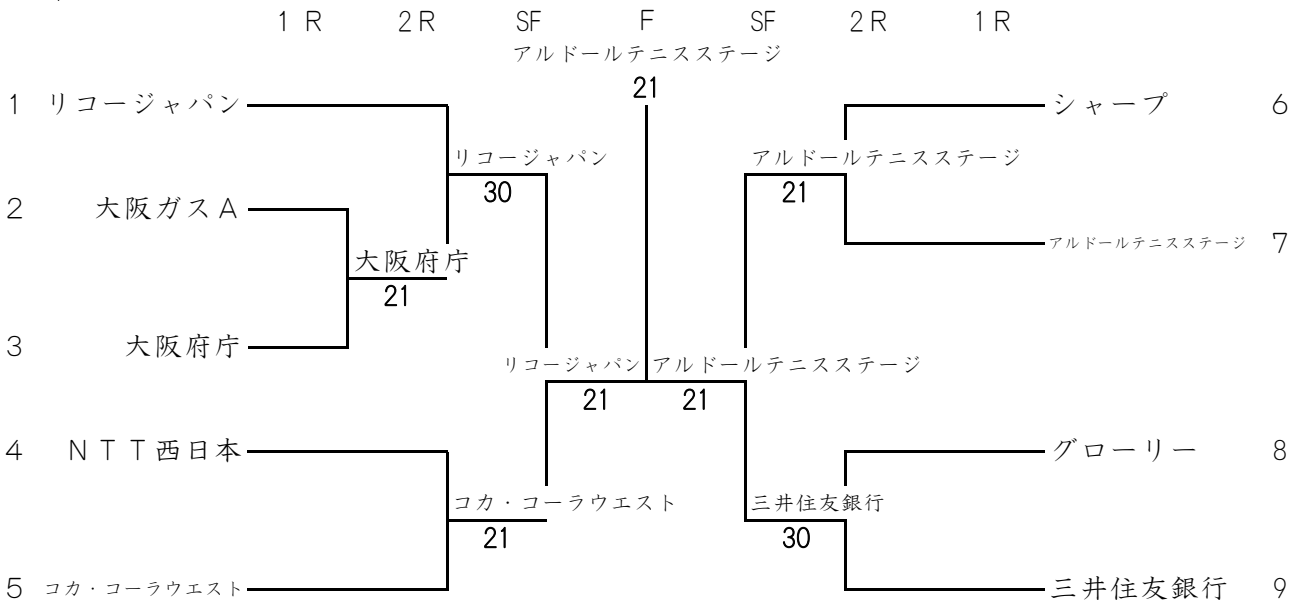 1R 2R SF F SF 2R 1R
アルドールテニスステージ
21
1 リコージャパン
シャープ 6
リコージャパン
30
アルドールテニスステージ
21
2 大阪ガスA
アルドールテニスステージ 7
大阪府庁
21
3 大阪府庁
リコージャパン
21
アルドールテニスステージ
21
4 NTT西日本
グローリー 8
コカ・コーラウエスト
21
三井住友銀行
30
5 コカ・コーラウエスト
三井住友銀行 9